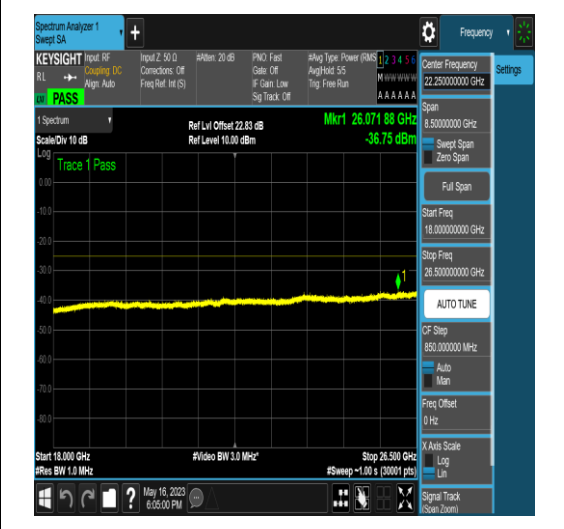 Spectrum Analyzer 1
Swept SA
+
Frequency
KEYSIGHT
RL
PASS
Input: RF
Coupling: DC
Align: Auto
Input Z: 50 Ω
Corrections: Off
Freq Ref: Int (S)
#Atten: 20 dB
PNO: Fast
Gate: Off
IF Gain: Low
Sig Track: Off
#Avg Type: Power (RMS
Avg|Hold: 5/5
Trig: Free Run
1 2 3 4 5 6
M w w w w w
A A A A A A
Settings
Center Frequency
22.250000000 GHz
Span
8.50000000 GHz
Swept Span
Zero Span
Full Span
Start Freq
18.000000000 GHz
Stop Freq
26.500000000 GHz
AUTO TUNE
CF Step
850.000000 MHz
Auto
Man
Freq Offset
0 Hz
X Axis Scale
Log
Lin
Signal Track
(Span Zoom)
1 Spectrum
Scale/Div 10 dB
Ref Lvl Offset 22.83 dB
Ref Level 10.00 dBm
Mkr1 26.071 88 GHz
-36.75 dBm
Log
Trace 1 Pass
0.00
-10.0
-20.0
-30.0
-40.0
-50.0
-60.0
-70.0
-80.0
1
Start 18.000 GHz
#Res BW 1.0 MHz
#Video BW 3.0 MHz*
Stop 26.500 GHz
#Sweep ~1.00 s (30001 pts)
?
May 16, 2023
6:05:00 PM